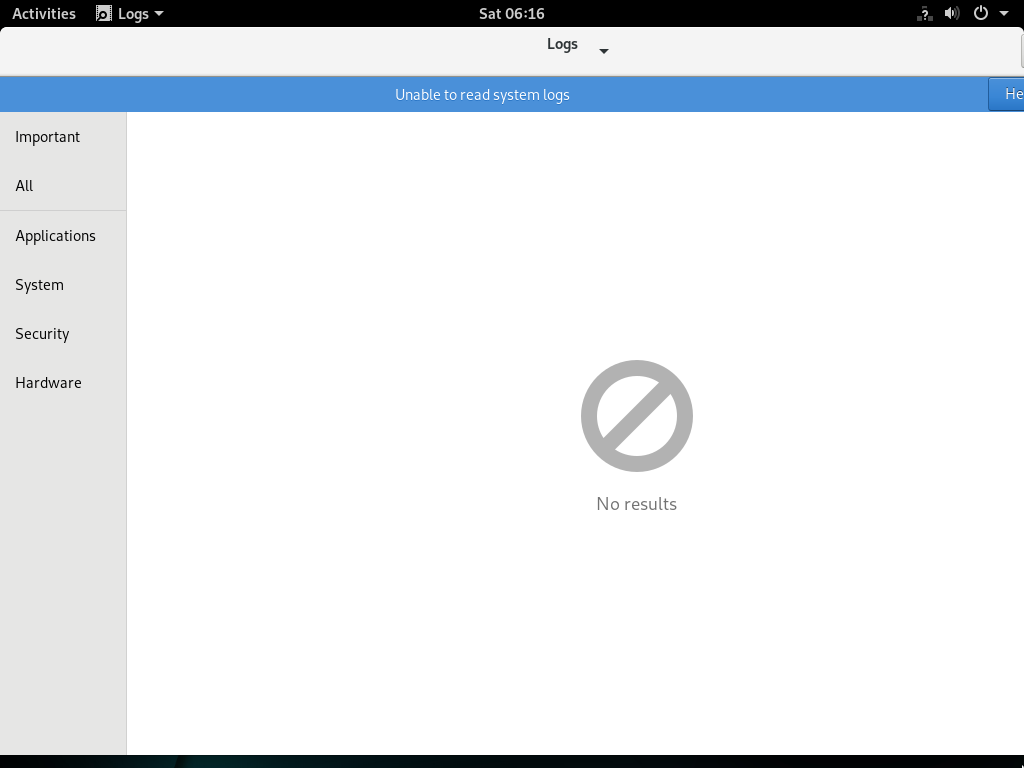 Activities Logs Sat 06:16
Logs
Unable to read system logs He
Important
All
Applications
System
Security
Hardware
No results